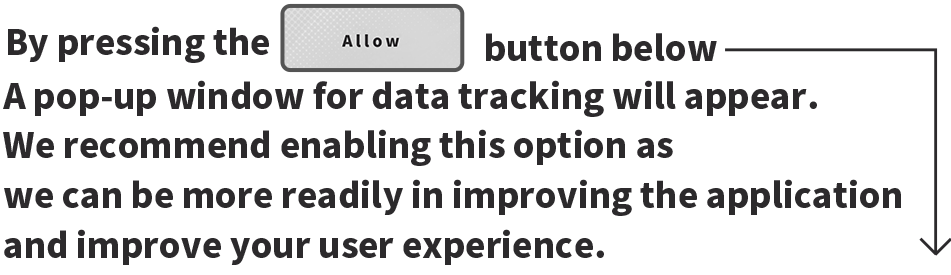 By pressing the Allow button below
A pop-up window for data tracking will appear.
We recommend enabling this option as
we can be more readily in improving the application
and improve your user experience.